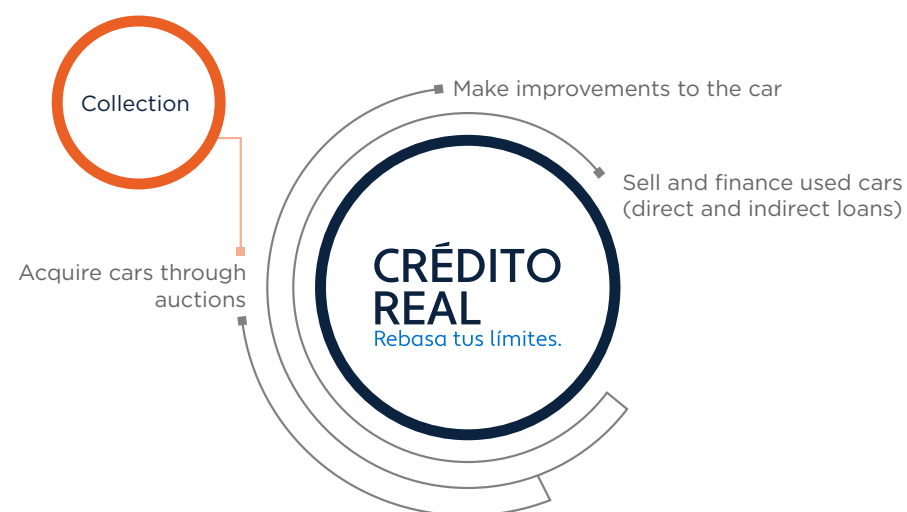 Collection
Make improvements to the car
Sell and finance used cars
(direct and indirect loans)
Acquire cars through
auctions
CRÉDITO
REAL
Rebasa tus límites.